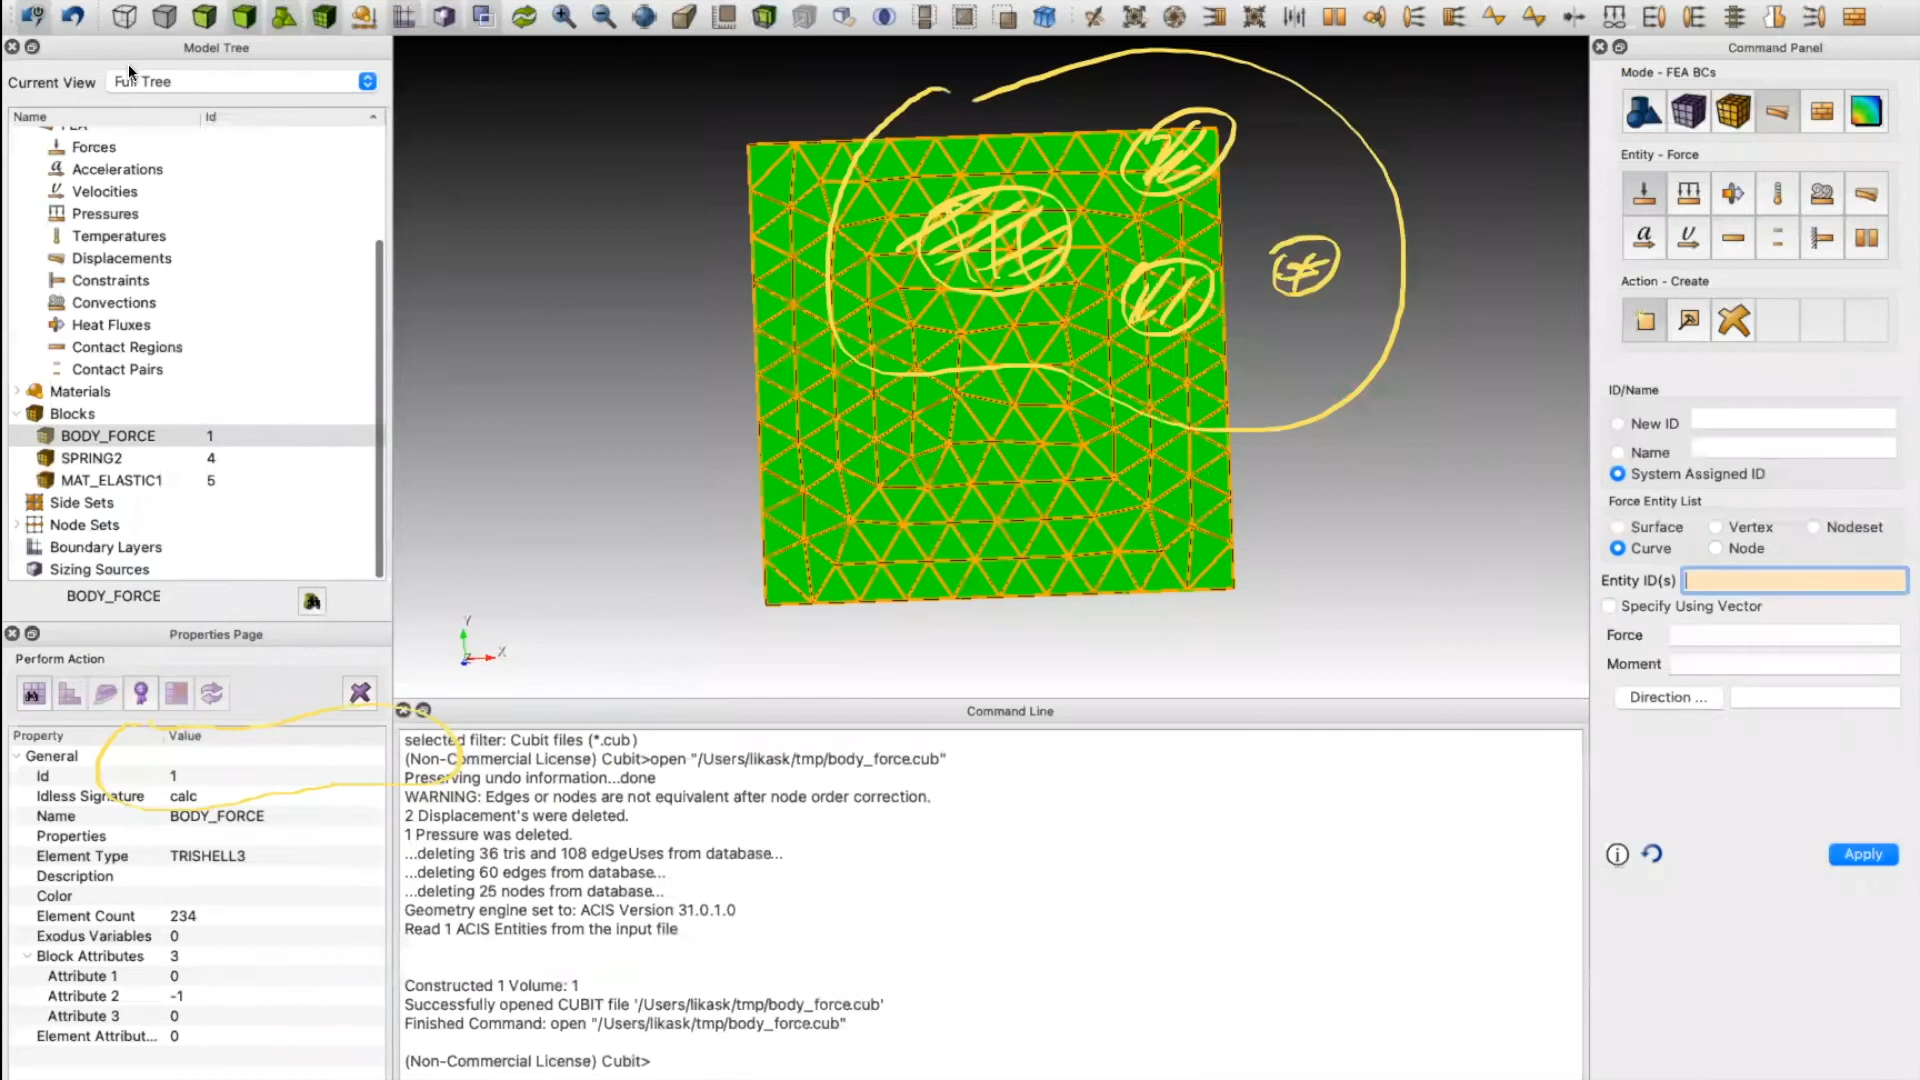 Model Tree
Current View
Full Tree
Name Id
FEA
Forces
Accelerations
Velocities
Pressures
Temperatures
Displacements
Constraints
Convections
Heat Fluxes
Contact Regions
Contact Pairs
Materials
Blocks
BODY_FORCE 1
SPRING2 4
MAT_ELASTIC1 5
Side Sets
Node Sets
Boundary Layers
Sizing Sources
BODY_FORCE
Properties Page
Perform Action
Property Value
General
Id 1
Idless Signature calc
Name BODY_FORCE
Properties
Element Type TRISHELL3
Description
Color
Element Count 234
Exodus Variables 0
Block Attributes 3
Attribute 1 0
Attribute 2 -1
Attribute 3 0
Element Attribut... 0
Y
Z X
Command Line
selected filter: Cubit files (*.cub)
(Non-Commercial License) Cubit>open "/Users/likask/tmp/body_force.cub"
Preserving undo information...done
WARNING: Edges or nodes are not equivalent after node order correction.
2 Displacement's were deleted.
1 Pressure was deleted.
...deleting 36 tris and 108 edgeUses from database...
...deleting 60 edges from database...
...deleting 25 nodes from database...
Geometry engine set to: ACIS Version 31.0.1.0
Read 1 ACIS Entities from the input file
Constructed 1 Volume: 1
Successfully opened CUBIT file '/Users/likask/tmp/body_force.cub'
Finished Command: open "/Users/likask/tmp/body_force.cub"
(Non-Commercial License) Cubit>
Command Panel
Mode - FEA BCs
Entity - Force
Action - Create
ID/Name
New ID
Name
System Assigned ID
Force Entity List
Surface Vertex Nodeset
Curve Node
Entity ID(s)
Specify Using Vector
Force
Moment
Direction ...
Apply